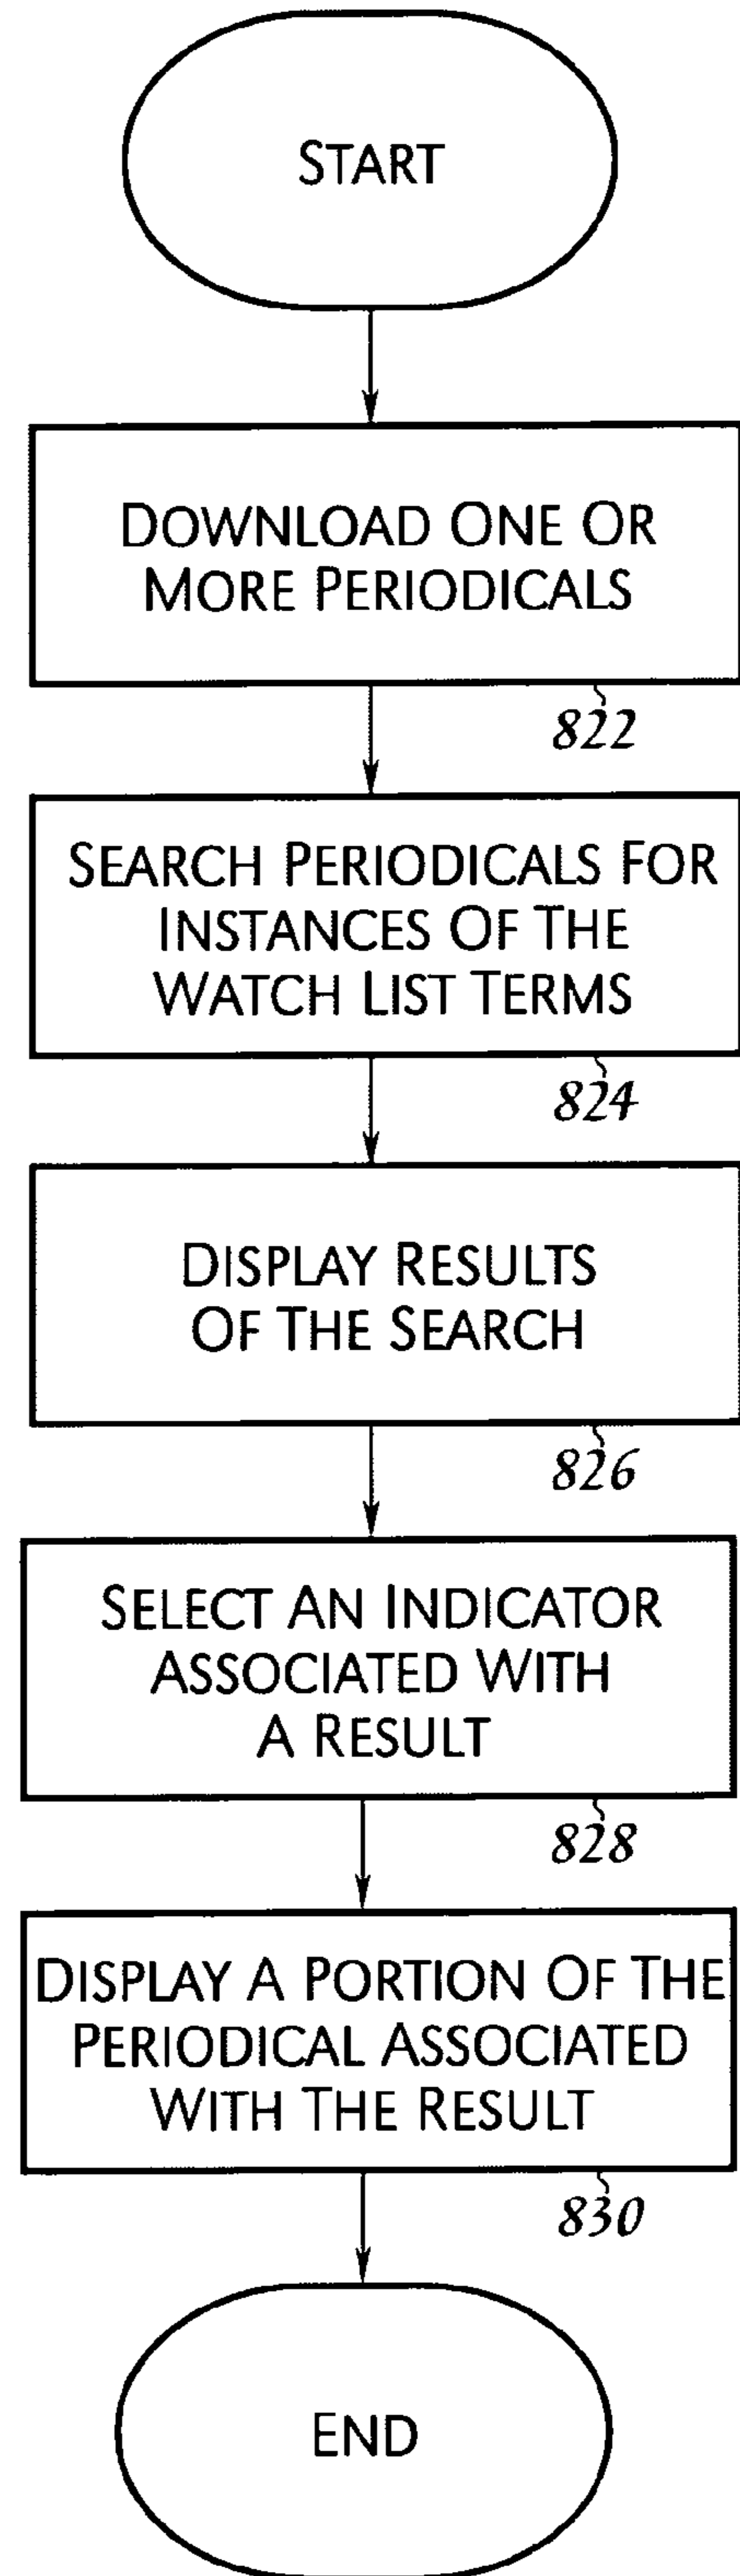 START
DOWNLOAD ONE OR
MORE PERIODICALS
822
SEARCH PERIODICALS FOR
INSTANCES OF THE
WATCH LIST TERMS
824
DISPLAY RESULTS
OF THE SEARCH
826
SELECT AN INDICATOR
ASSOCIATED WITH
A RESULT
828
DISPLAY A PORTION OF THE
PERIODICAL ASSOCIATED
WITH THE RESULT
830
END